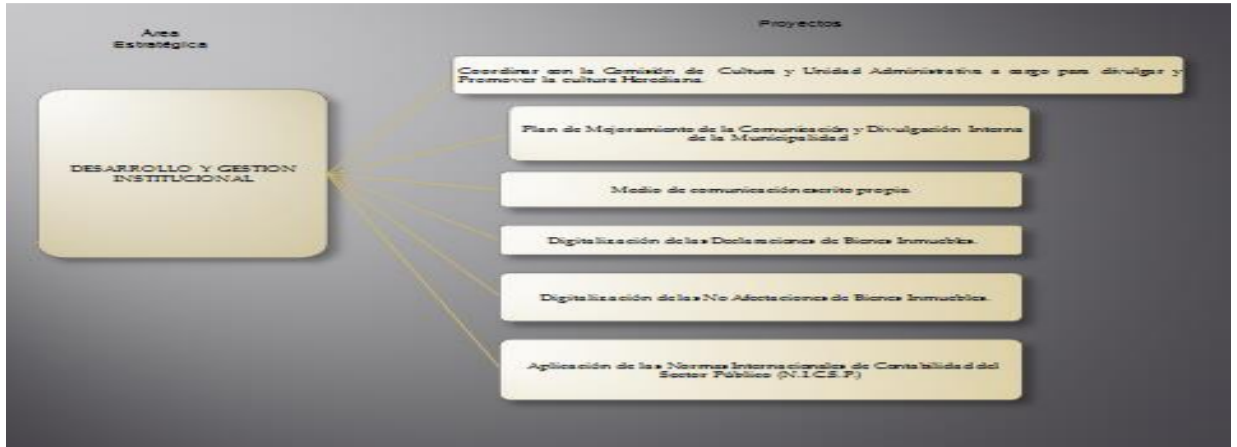 Area
Estratégica
Proyectos
DESARROLLO Y GESTION
INSTITUCIONAL
Coordinar con la Comisión de Cultura y Unidad Administrativa a cargo para divulgar y
Promover la cultura Herediana.
Plan de Mejoramiento de la Comunicación y Divulgación Interna
de la Municipalidad
Medio de comunicación escrito propio.
Digitalización de las Declaraciones de Bienes Inmuebles.
Digitalización de las No Afectaciones de Bienes Inmuebles.
Aplicación de las Normas Internacionales de Contabilidad del
Sector Público (N.I.C.S.P.)